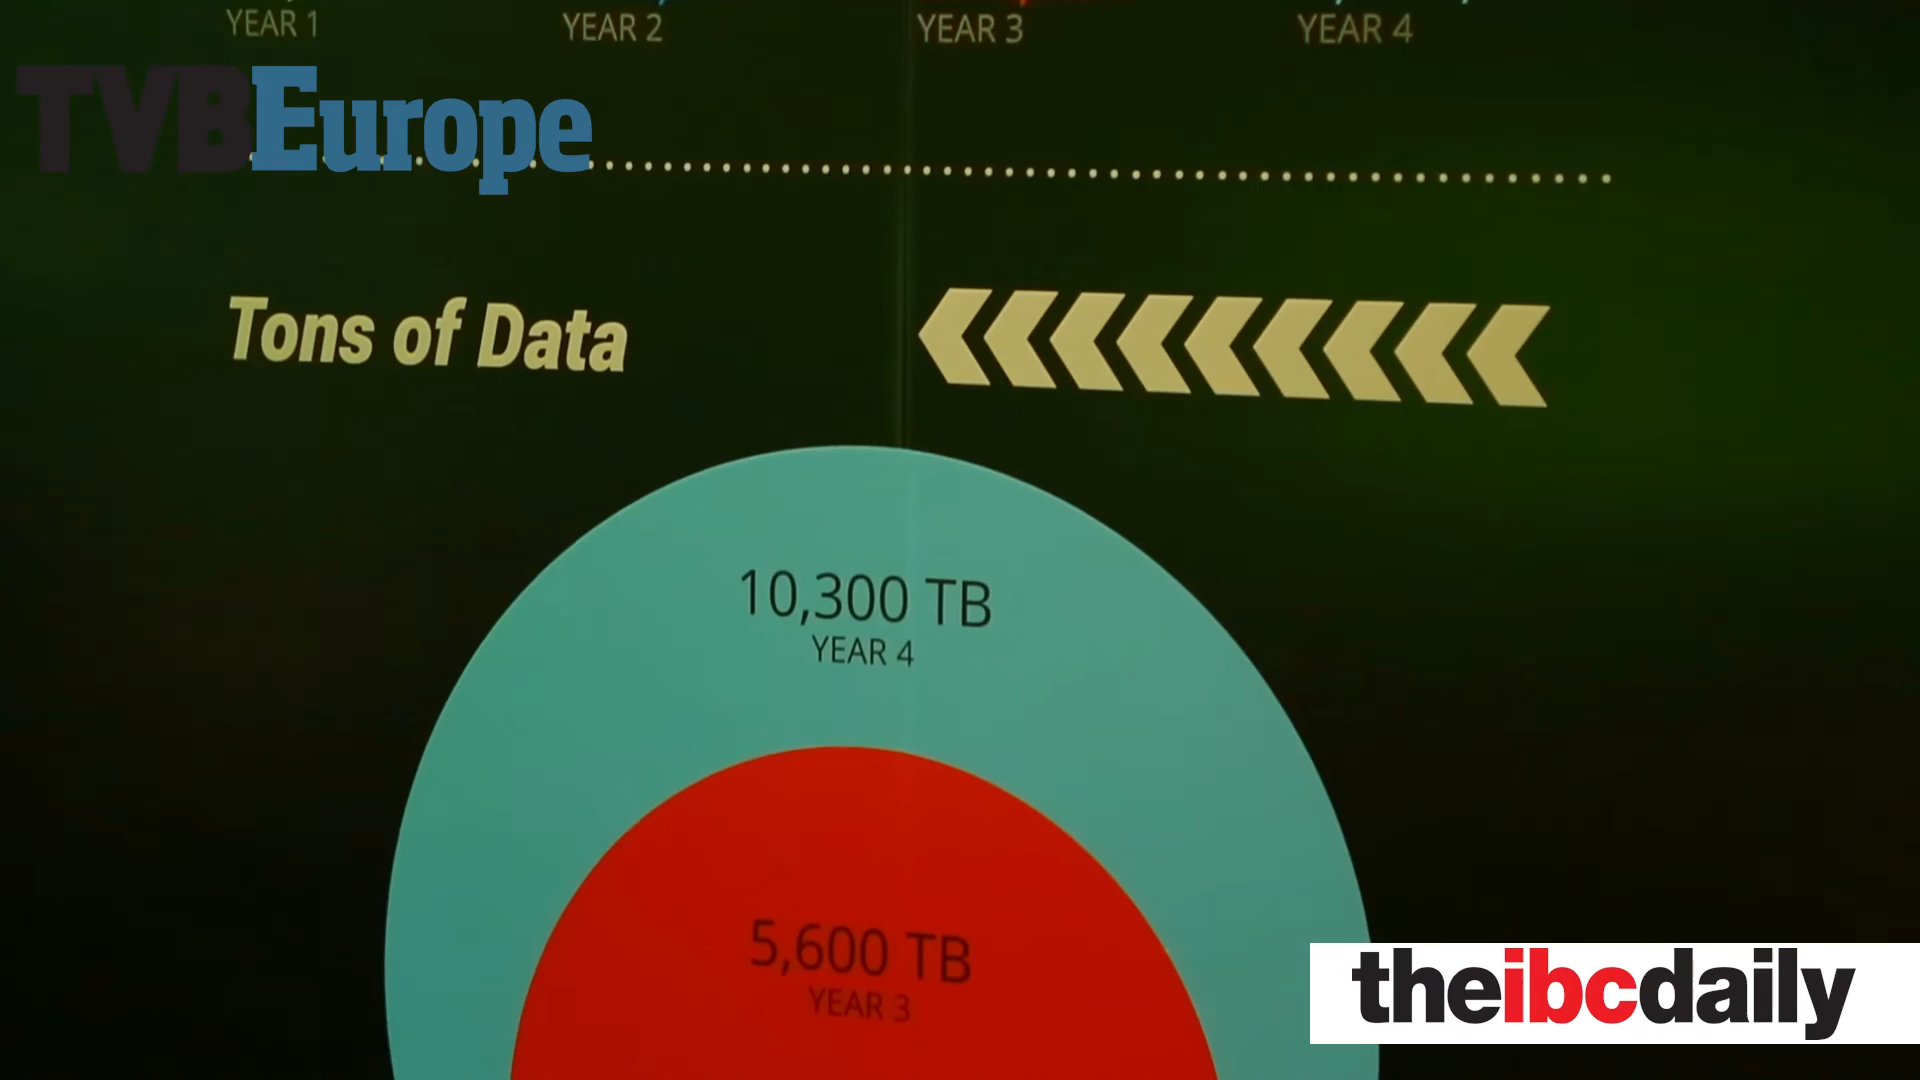 YEAR 1
YEAR 2
YEAR 3
YEAR 4
TVBEurope
Tons of Data
10,300 TB
YEAR 4
5,600 TB
YEAR 3
theibcdaily